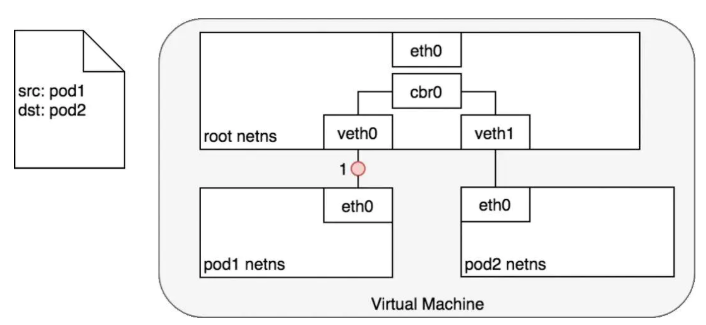 src: pod1
dst: pod2
eth0
cbr0
root netns
veth0
veth1
1
eth0
eth0
pod1 netns
pod2 netns
Virtual Machine